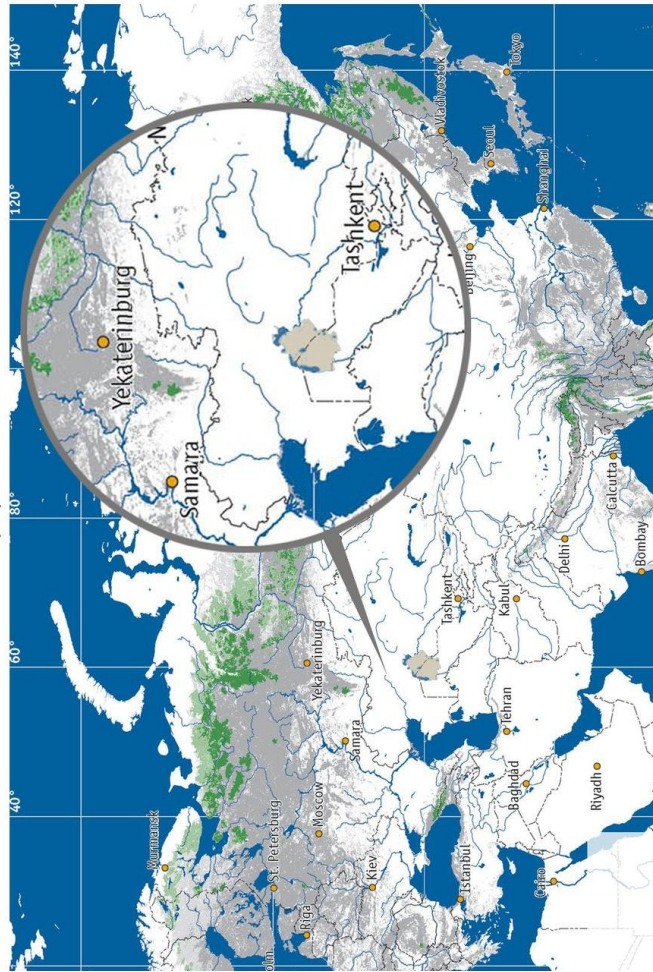 40°
60°
80°
120°
140°
Murmansk
Yekaterinburg
N
k
Samara
Tashkent
olin
St. Petersburg
Riga
Moscow
Yekaterinburg
Samara
Kiev
Vladivostok
Istanbul
Tashkent
Beijing
Seoul
Tehran
Kabul
Tokyo
Baghdad
Cairo
Shanghai
Delhi
Riyadh
Calcutta
Bombay